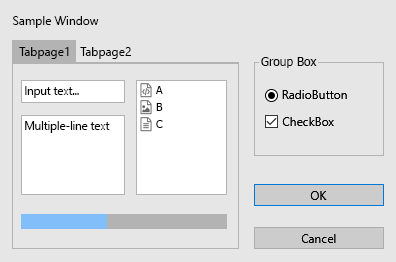 Sample Window
Tabpage1 Tabpage2
Input text...
Multiple-line text
A
B
C
Group Box
RadioButton
CheckBox
OK
Cancel